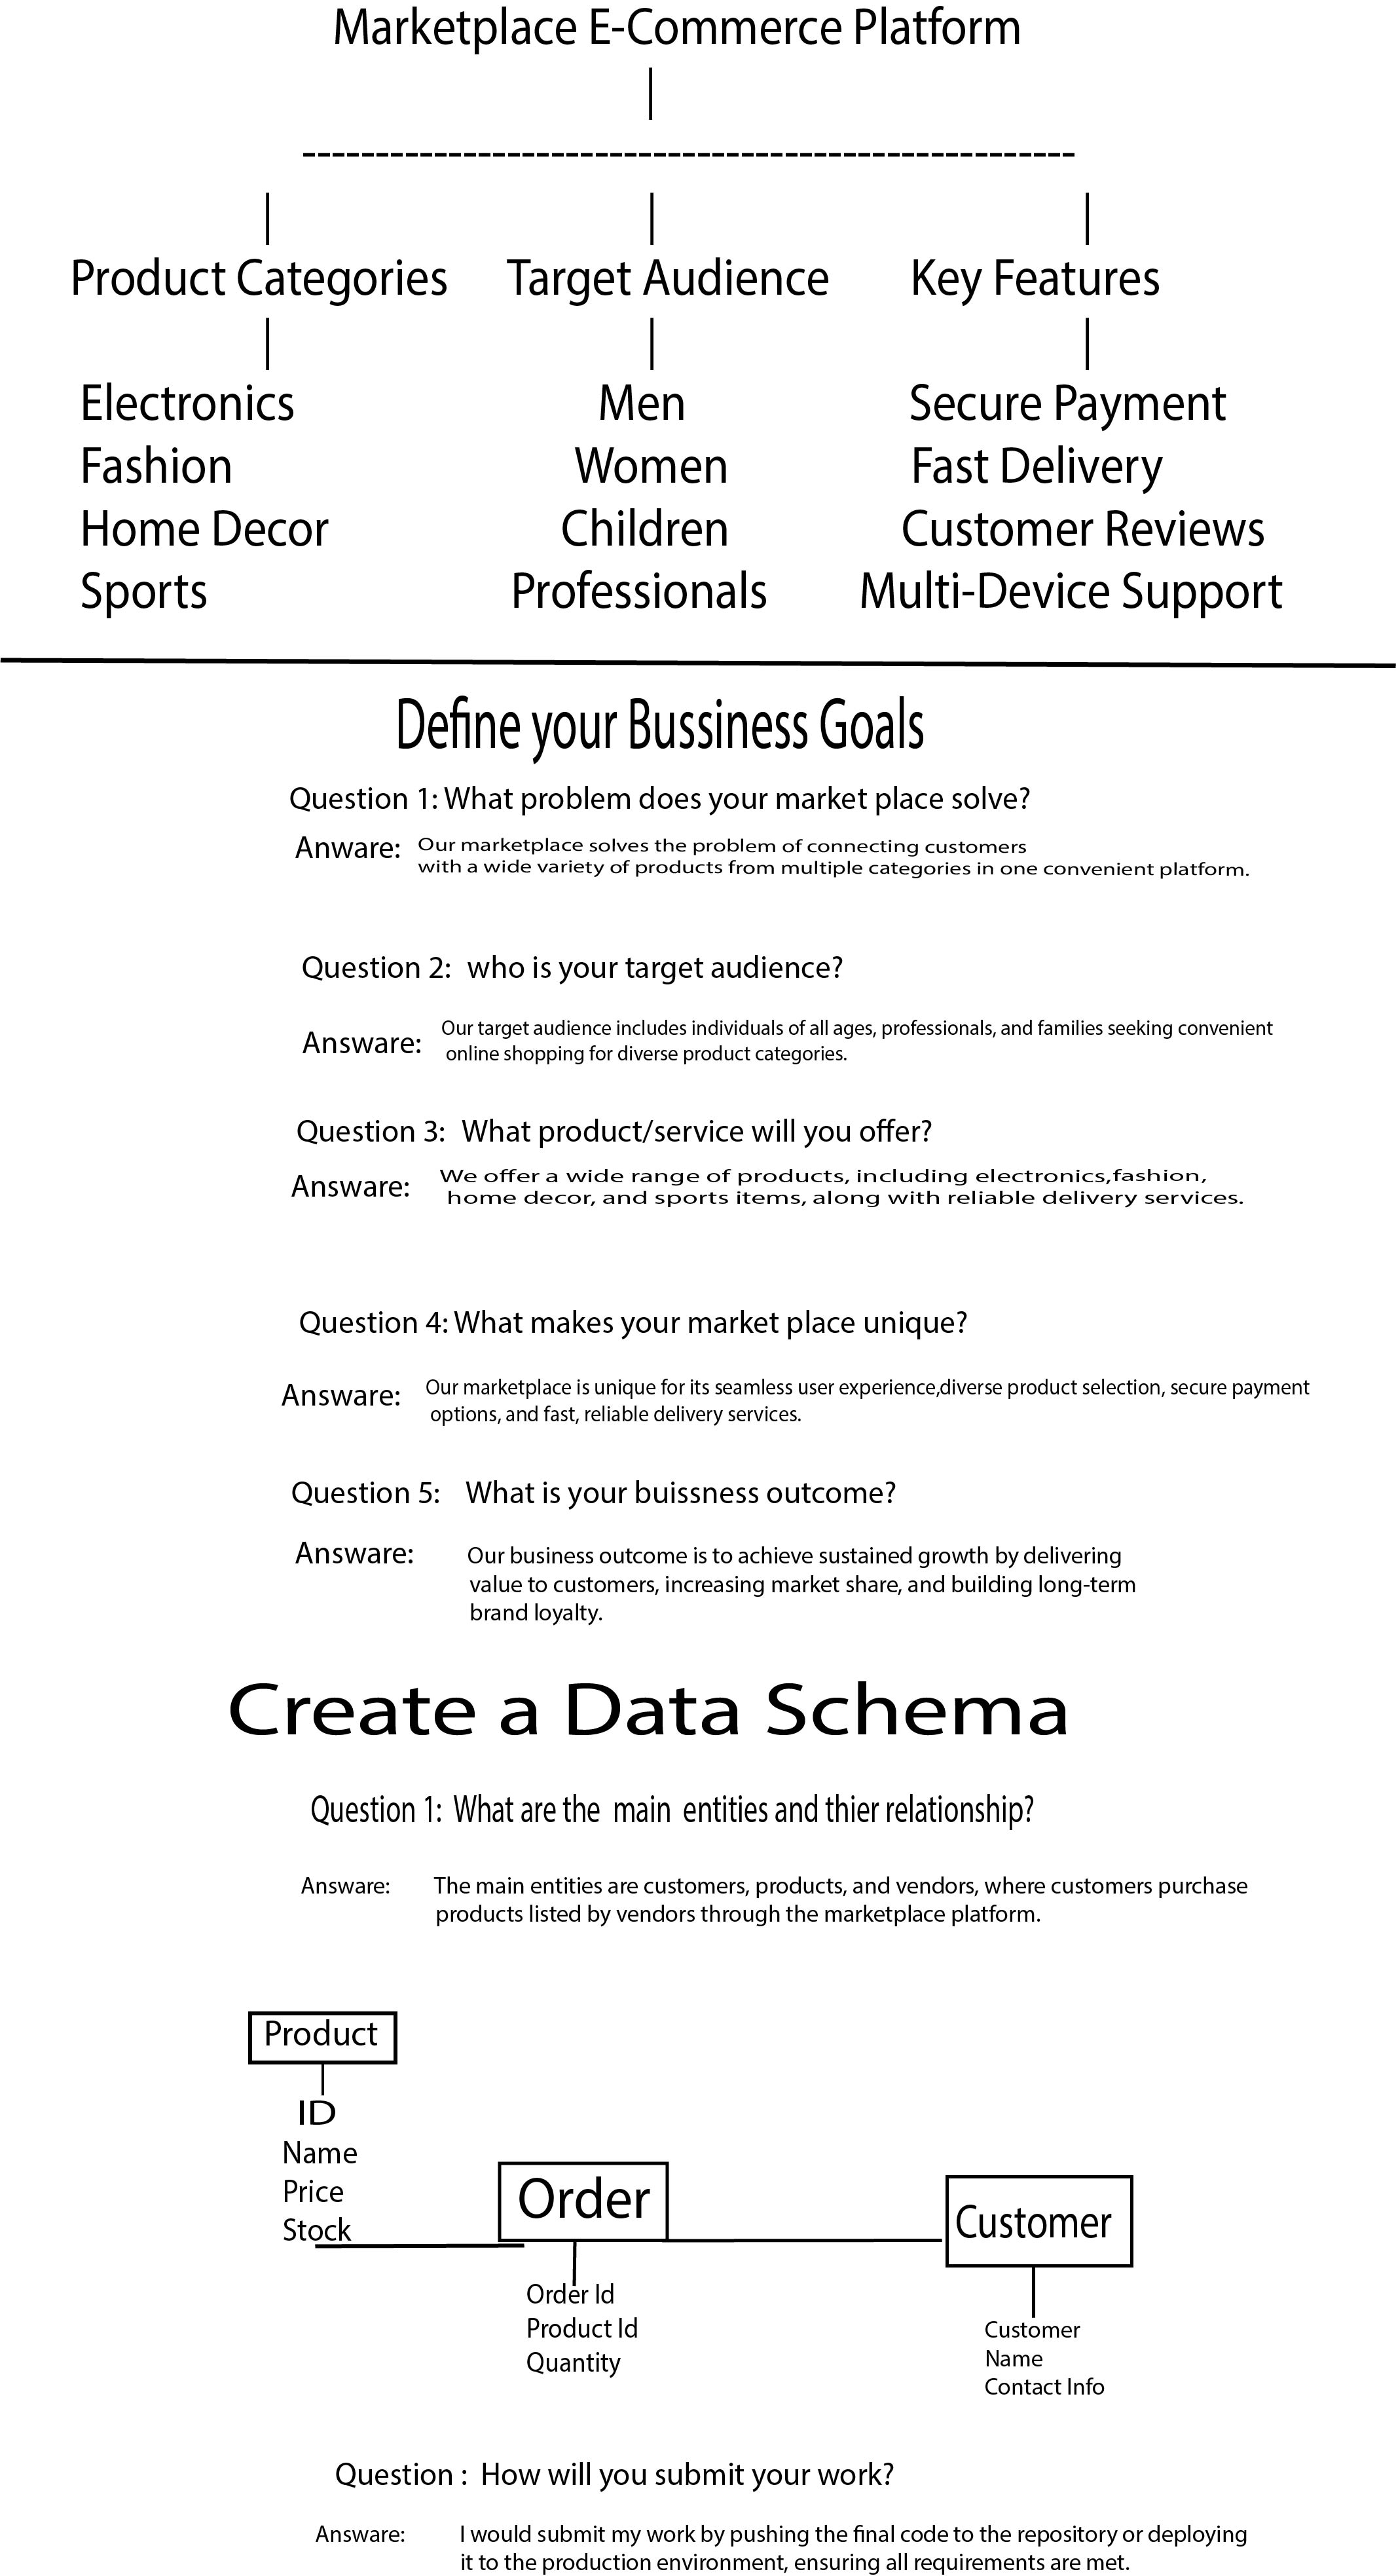 Marketplace E-Commerce Platform
Product Categories Target Audience Key Features
Electronics Men Secure Payment
Fashion Women Fast Delivery
Home Decor Children Customer Reviews
Sports Professionals Multi-Device Support
Define your Bussiness Goals
Question 1: What problem does your market place solve?
Anware: Our marketplace solves the problem of connecting customers
with a wide variety of products from multiple categories in one convenient platform.
Question 2: who is your target audience?
Answare: Our target audience includes individuals of all ages, professionals, and families seeking convenient
online shopping for diverse product categories.
Question 3: What product/service will you offer?
Answare: We offer a wide range of products, including electronics,fashion,
home decor, and sports items, along with reliable delivery services.
Question 4: What makes your market place unique?
Answare: Our marketplace is unique for its seamless user experience,diverse product selection, secure payment
options, and fast, reliable delivery services.
Question 5: What is your buissness outcome?
Answare: Our business outcome is to achieve sustained growth by delivering
value to customers, increasing market share, and building long-term
brand loyalty.
Create a Data Schema
Question 1: What are the main entities and thier relationship?
Answare: The main entities are customers, products, and vendors, where customers purchase
products listed by vendors through the marketplace platform.
Product
ID
Name
Price
Stock
Order
Order Id
Product Id
Quantity
Customer
Customer
Name
Contact Info
Question : How will you submit your work?
Answare: I would submit my work by pushing the final code to the repository or deploying
it to the production environment, ensuring all requirements are met.